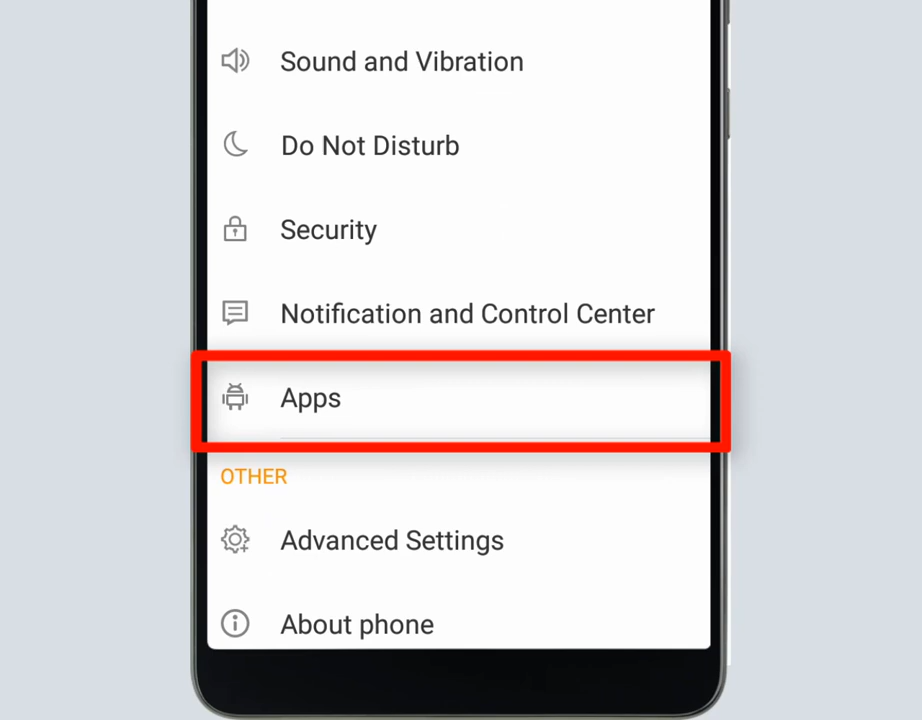 Sound and Vibration
Do Not Disturb
Security
Notification and Control Center
Apps
OTHER
Advanced Settings
About phone